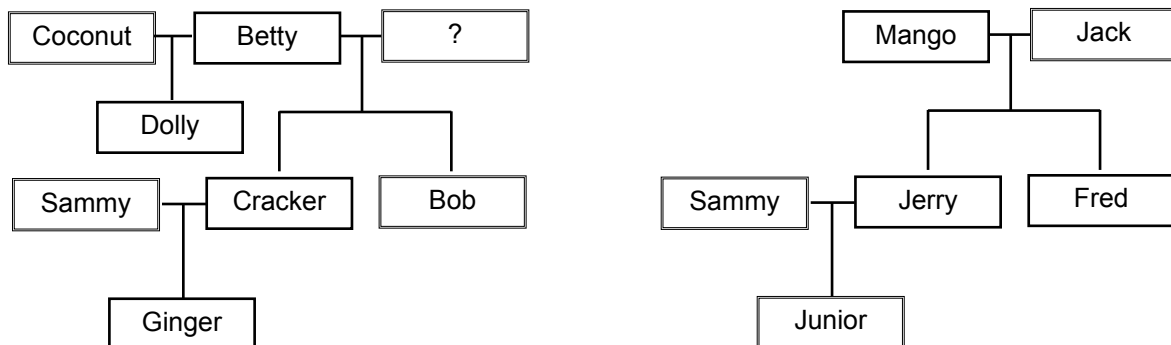 Coconut
Betty
?
Dolly
Sammy
Cracker
Bob
Ginger
Mango
Jack
Sammy
Jerry
Fred
Junior